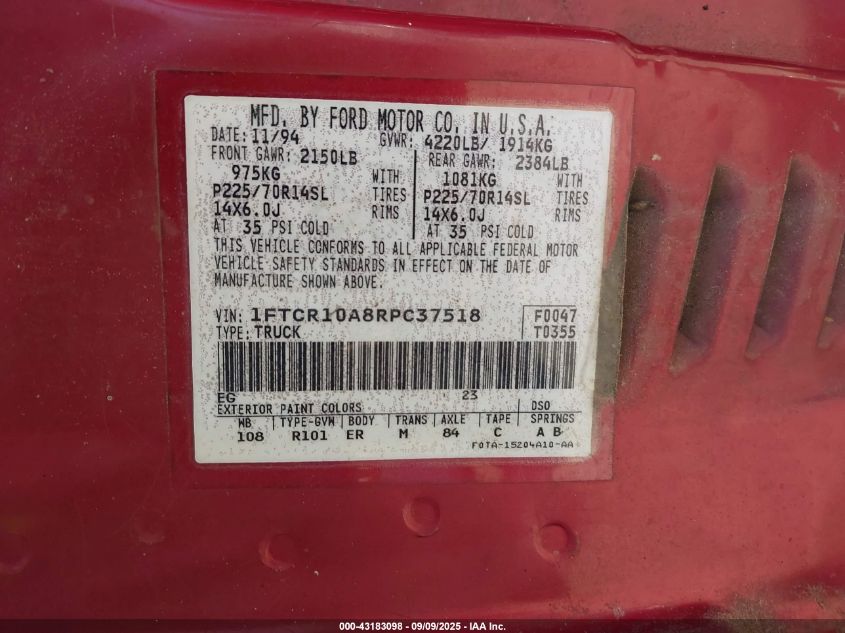 MFD. BY FORD MOTOR CO. IN U.S.A.
DATE: 11/94 GVWR: 4220LB/ 1914KG
FRONT GAWR: 2150LB REAR GAWR: 2384LB
975KG WITH 1081KG WITH
P225/70R14SL TIRES P225/70R14SL TIRES
14X6.0J RIMS 14X6.0J RIMS
AT 35 PSI COLD AT 35 PSI COLD
THIS VEHICLE CONFORMS TO ALL APPLICABLE FEDERAL MOTOR
VEHICLE SAFETY STANDARDS IN EFFECT ON THE DATE OF
MANUFACTURE SHOWN ABOVE.
VIN: 1FTCR10A8RPC37518 F0047
TYPE: TRUCK T0355
EG 23
EXTERIOR PAINT COLORS DSO
WB TYPE-GVW BODY TRANS AXLE TAPE SPRINGS
108 R101 ER M 84 C A B
F0TA-15204A10-AA
000-43183098 - 09/09/2025 - IAA Inc.